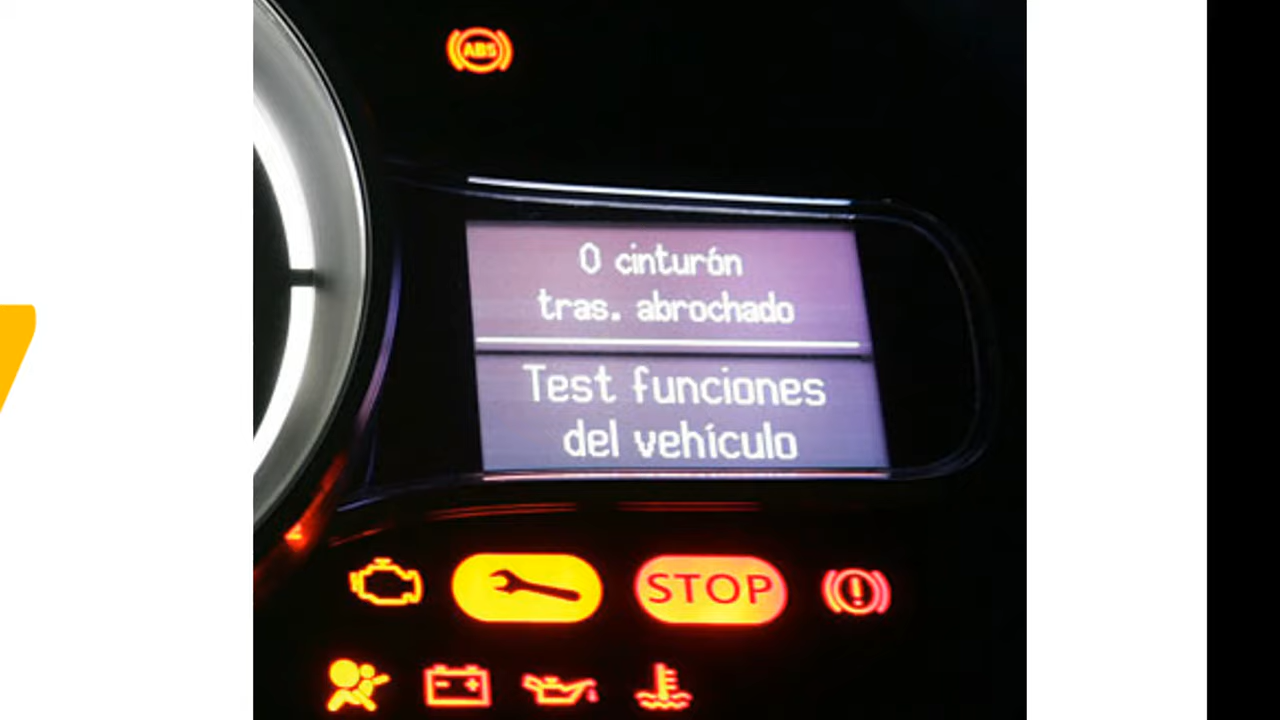 ABS
0 cinturón
tras. abrochado
Test funciones
del vehículo
STOP